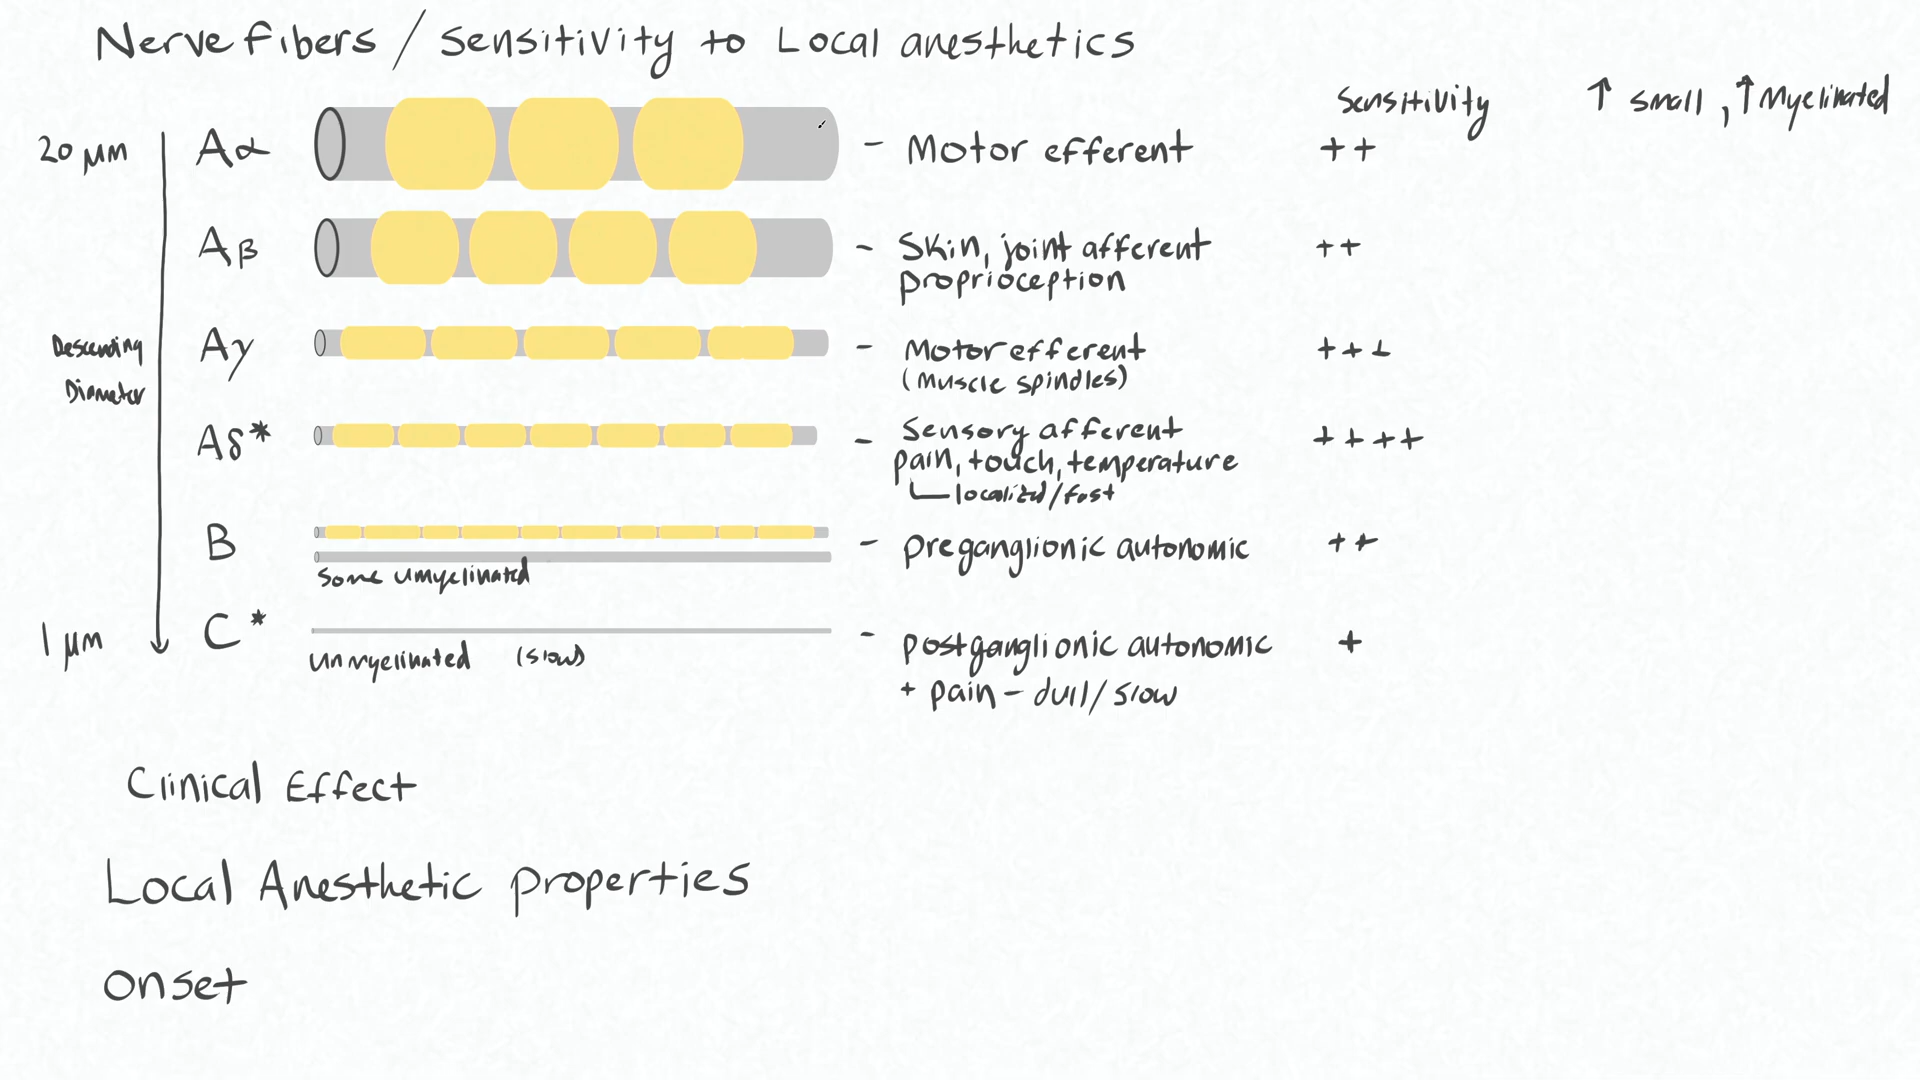 Nerve Fibers / Sensitivity to Local anesthetics
Sensitivity ↑ small, ↑ Myelinated
20 μm Aα - Motor efferent ++
Aβ - Skin, joint afferent ++
proprioception
Descending
Diameter
Aγ - Motor efferent +++
(muscle spindles)
Aδ* - Sensory afferent ++++
pain, touch, temperature
localized/fast
B - preganglionic autonomic ++
some unmyelinated
1 μm C* - postganglionic autonomic +
unmyelinated (slow)
+ pain - dull/slow
Clinical Effect
Local Anesthetic properties
onset